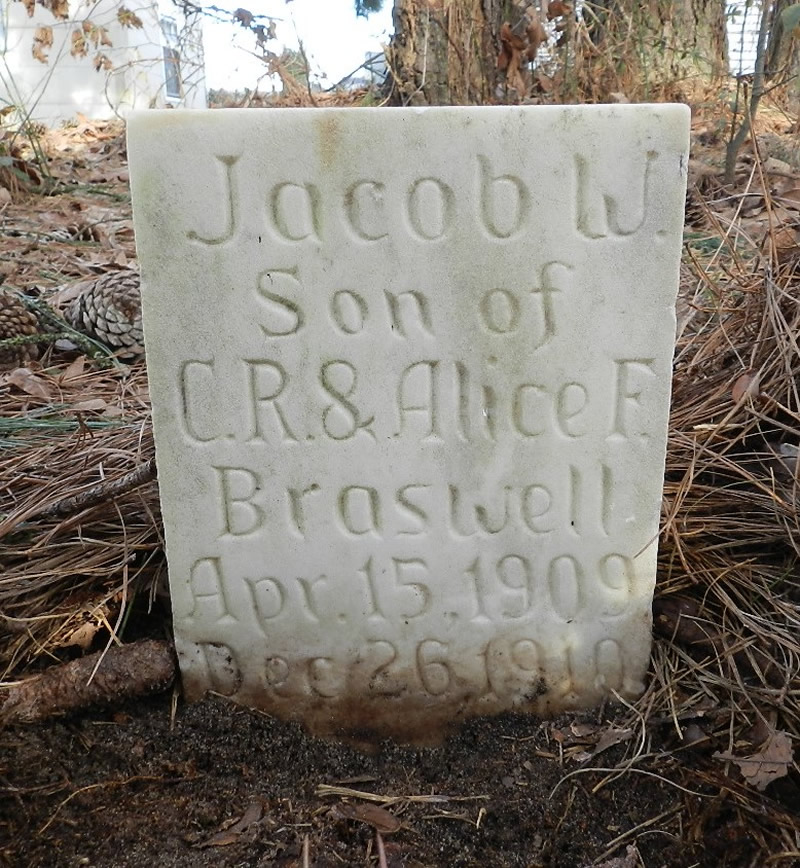 Jacob W.
Son of
C.R. & Alice F.
Braswell.
Apr. 15, 1909
Dec 26, 1910.